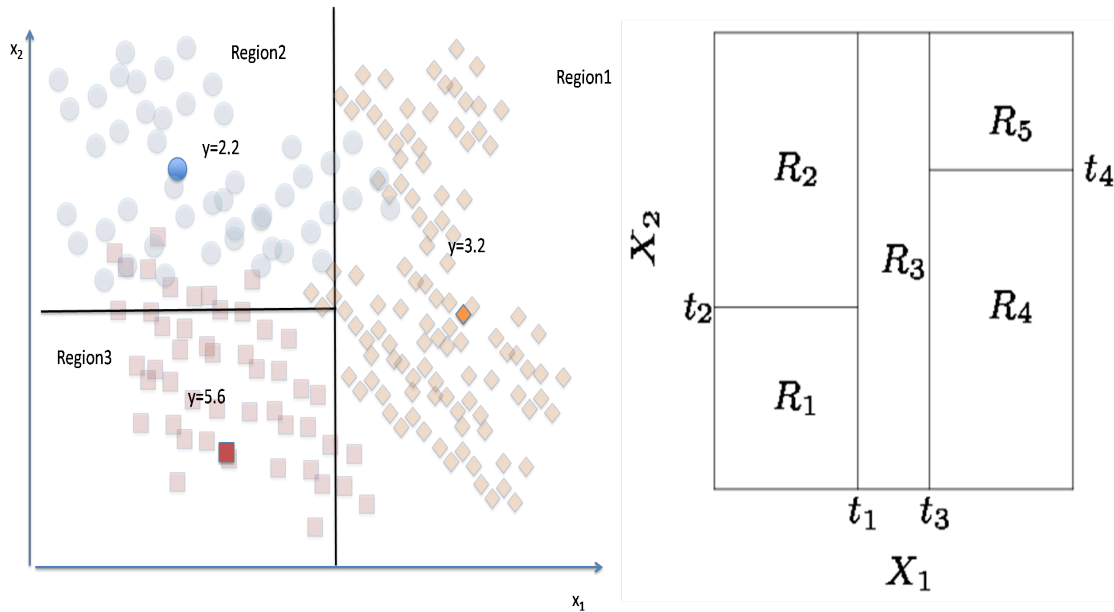 x2
Region2
Region1
y=2.2
y=3.2
Region3
y=5.6
x1
X2
R2
R5
t4
R3
t2
R4
R1
t1
t3
X1